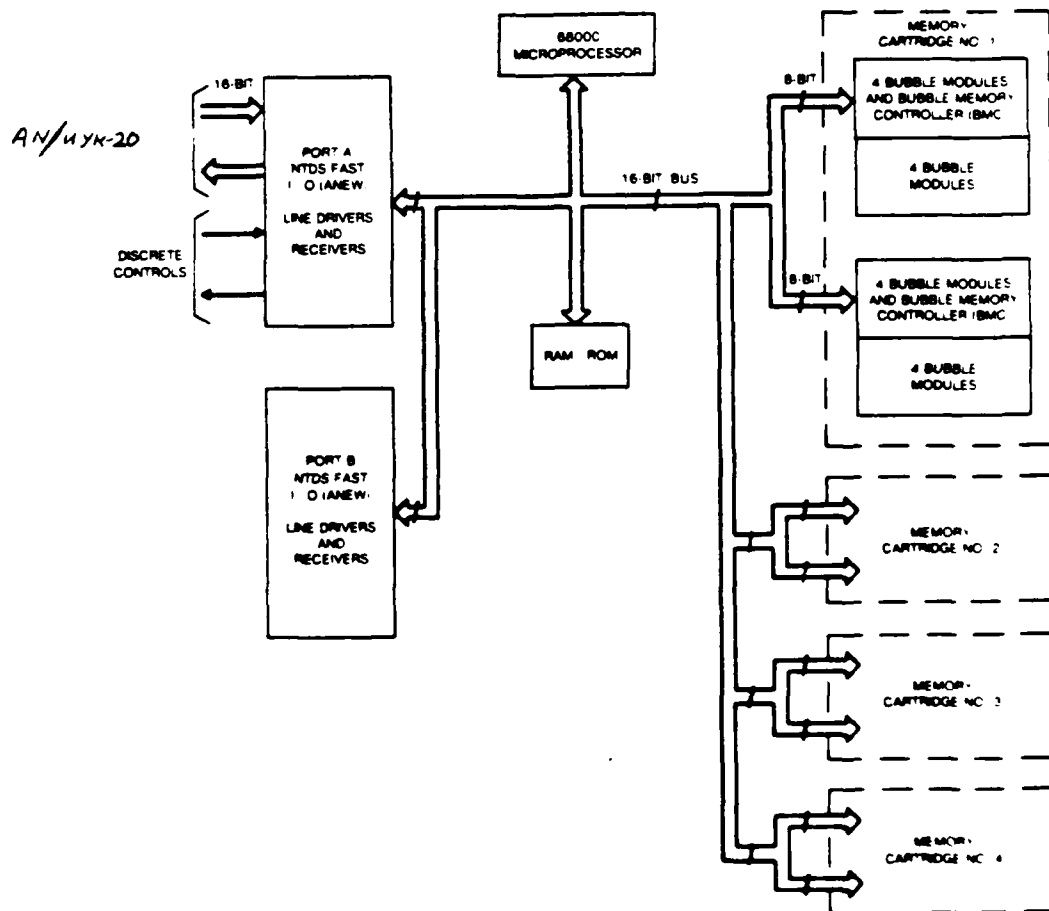 6800C
MICROPROCESSOR
MEMORY
CARTRIDGE NO. 1
16-BIT
AN/UYK-20
PORT A
NTDS FAST
I O (ANEW)
LINE DRIVERS
AND
RECEIVERS
DISCRETE
CONTROLS
16-BIT BUS
8-BIT
4 BUBBLE MODULES
AND BUBBLE MEMORY
CONTROLLER (BMC
4 BUBBLE
MODULES
8-BIT
4 BUBBLE MODULES
AND BUBBLE MEMORY
CONTROLLER (BMC
4 BUBBLE
MODULES
RAM ROM
PORT B
NTDS FAST
I O (ANEW)
LINE DRIVERS
AND
RECEIVERS
MEMORY
CARTRIDGE NO. 2
MEMORY
CARTRIDGE NO. 3
MEMORY
CARTRIDGE NO. 4